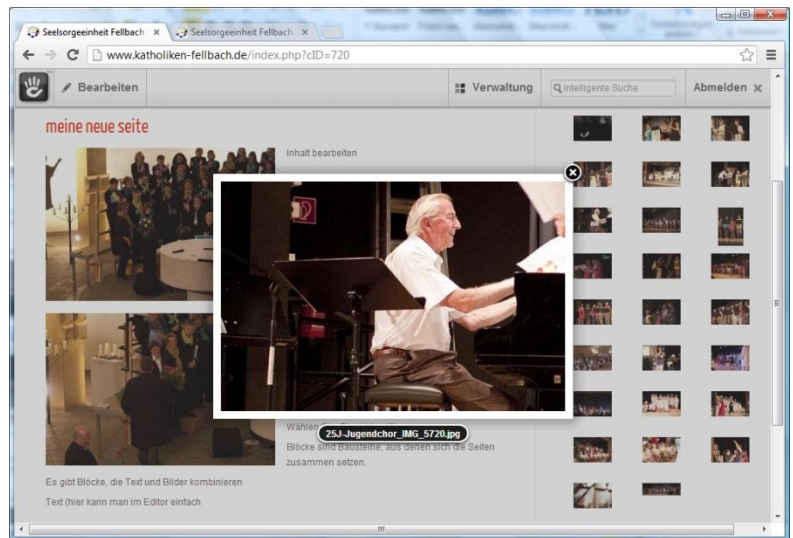 Seelsorgeeinheit Fellbach
Seelsorgeeinheit Fellbach
www.katholiken-fellbach.de/index.php?cID=720
Bearbeiten
Verwaltung
Intelligente Suche
Abmelden
meine neue seite
Inhalt bearbeiten
25J-Jugendchor_IMG_5720.jpg
Wählen
Blöcke sind Bausteine, aus denen sich die Seiten
zusammen setzen.
Es gibt Blöcke, die Text und Bilder kombinieren
Text (hier kann man im Editor einfach